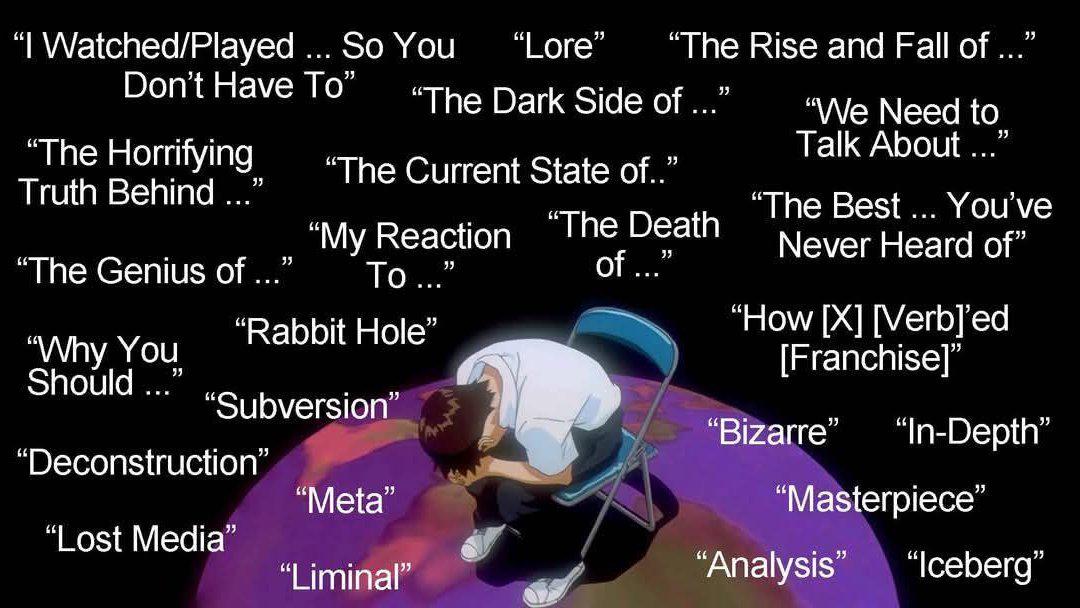 “I Watched/Played ... So You
Don’t Have To”
“Lore”
“The Rise and Fall of ...”
“The Dark Side of ...”
“We Need to
Talk About ...”
“The Horrifying
Truth Behind ...”
“The Current State of..”
“The Best ... You’ve
Never Heard of”
“My Reaction
To ...”
“The Death
of ...”
“The Genius of ...”
“Rabbit Hole”
“How [X] [Verb]’ed
[Franchise]”
“Why You
Should ...”
“Subversion”
“Bizarre”
“In-Depth”
“Deconstruction”
“Meta”
“Masterpiece”
“Lost Media”
“Liminal”
“Analysis”
“Iceberg”